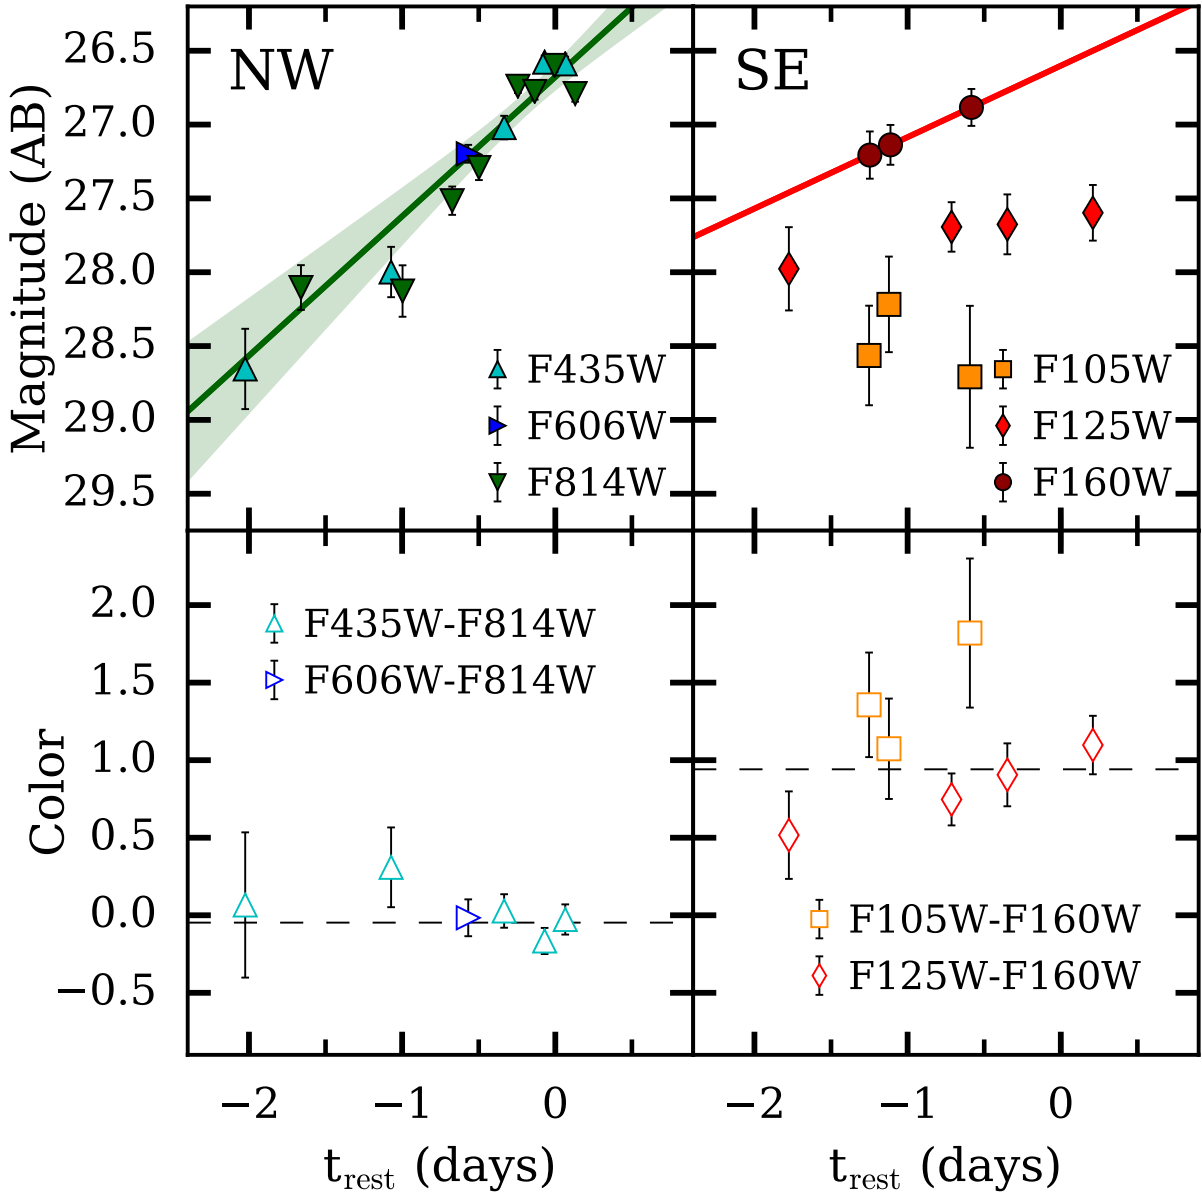 Magnitude (AB)
26.5
27.0
27.5
28.0
28.5
29.0
29.5
NW
F435W
F606W
F814W
SE
F105W
F125W
F160W
Color
2.0
1.5
1.0
0.5
0.0
−0.5
F435W-F814W
F606W-F814W
F105W-F160W
F125W-F160W
−2 −1 0
−2 −1 0
t_rest (days)
t_rest (days)